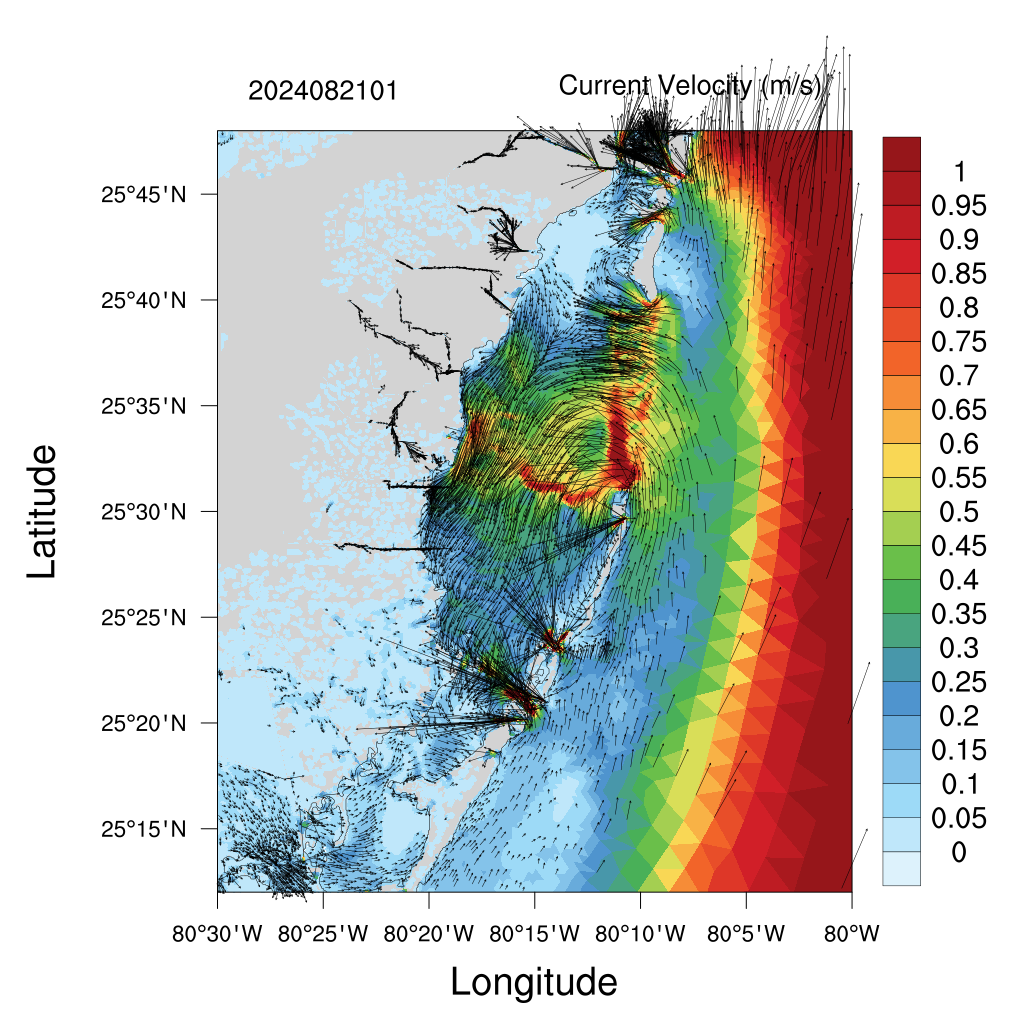 2024082101
Current Velocity (m/s)
25°45'N
25°40'N
25°35'N
25°30'N
25°25'N
25°20'N
25°15'N
Latitude
80°30'W 80°25'W 80°20'W 80°15'W 80°10'W 80°5'W 80°W
Longitude
1
0.95
0.9
0.85
0.8
0.75
0.7
0.65
0.6
0.55
0.5
0.45
0.4
0.35
0.3
0.25
0.2
0.15
0.1
0.05
0